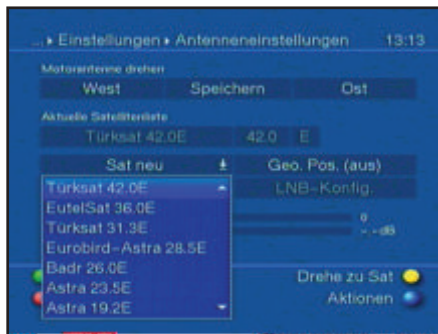 ...▸ Einstellungen ▸ Antenneneinstellungen 13:13
Motorantenne drehen
West Speichern Ost
Aktuelle Satellitenliste
Türksat 42.0E 42.0 E
Sat neu Geo. Pos. (aus)
LNB-Konfig.
Türksat 42.0E
EutelSat 36.0E
Türksat 31.3E
Eurobird-Astra 28.5E
Badr 26.0E
Astra 23.5E
Astra 19.2E
0
-.-dB
Drehe zu Sat
Aktionen